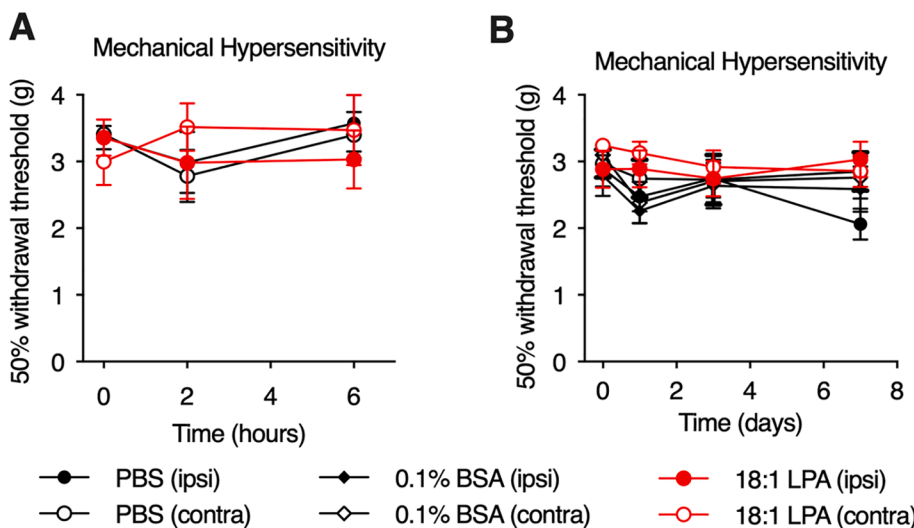 A
Mechanical Hypersensitivity
50% withdrawal threshold (g)
4
3
2
1
0
0
2
4
6
Time (hours)
B
Mechanical Hypersensitivity
50% withdrawal threshold (g)
4
3
2
1
0
0
2
4
6
8
Time (days)
PBS (ipsi)
0.1% BSA (ipsi)
18:1 LPA (ipsi)
PBS (contra)
0.1% BSA (contra)
18:1 LPA (contra)